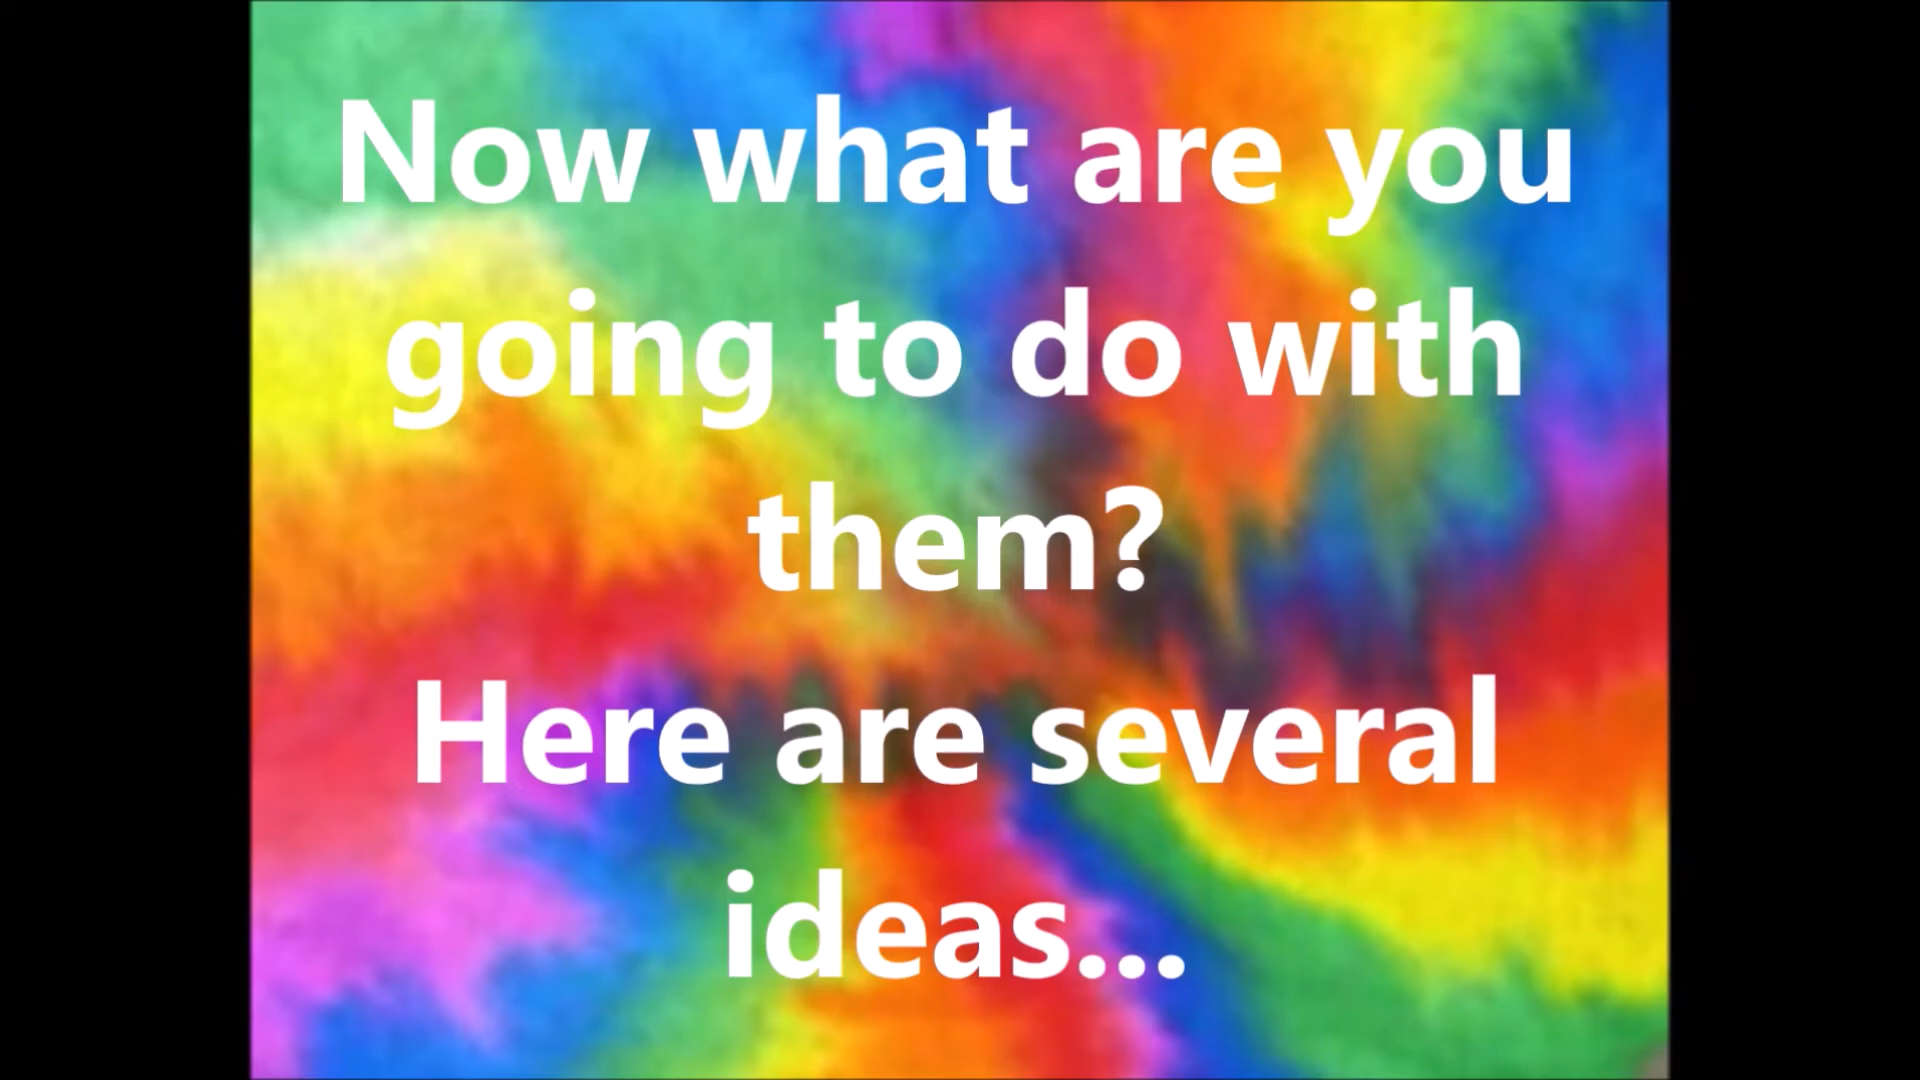 Now what are you
going to do with
them?
Here are several
ideas...